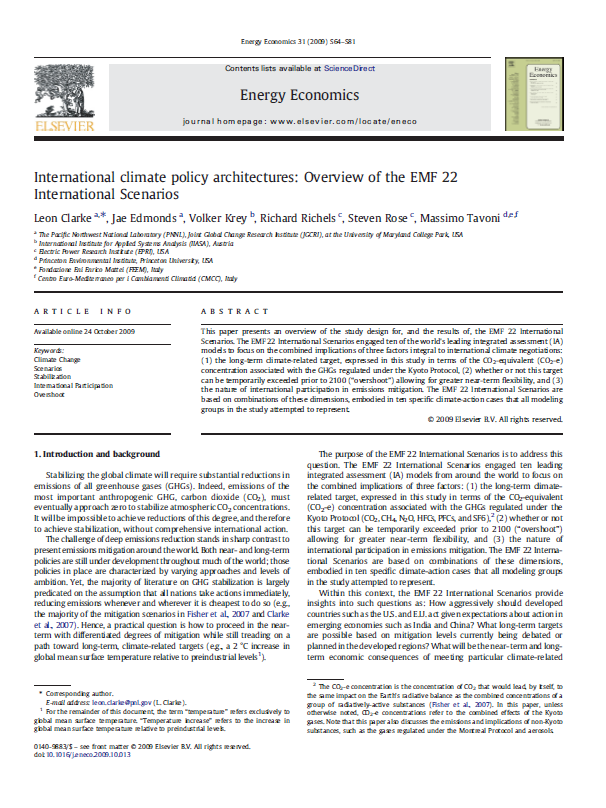 Energy Economics 31 (2009) S64–S81
Contents lists available at ScienceDirect
Energy Economics
journal homepage: www.elsevier.com/locate/eneco
ELSEVIER
Energy
Economics
International climate policy architectures: Overview of the EMF 22
International Scenarios
Leon Clarke a,*, Jae Edmonds a, Volker Krey b, Richard Richels c, Steven Rose c, Massimo Tavoni d,e,f
a The Pacific Northwest National Laboratory (PNNL), Joint Global Change Research Institute (JGCRI), at the University of Maryland College Park, USA
b International Institute for Applied Systems Analysis (IIASA), Austria
c Electric Power Research Institute (EPRI), USA
d Princeton Environmental Institute, Princeton University, USA
e Fondazione Eni Enrico Mattei (FEEM), Italy
f Centro Euro-Mediterraneo per i Cambiamenti Climatici (CMCC), Italy
ARTICLE INFO
Available online 24 October 2009
Keywords:
Climate Change
Scenarios
Stabilization
International Participation
Overshoot
ABSTRACT
This paper presents an overview of the study design for, and the results of, the EMF 22 International
Scenarios. The EMF 22 International Scenarios engaged ten of the world's leading integrated assessment (IA)
models to focus on the combined implications of three factors integral to international climate negotiations:
(1) the long-term climate-related target, expressed in this study in terms of the CO2-equivalent (CO2-e)
concentration associated with the GHGs regulated under the Kyoto Protocol, (2) whether or not this target
can be temporarily exceeded prior to 2100 ("overshoot") allowing for greater near-term flexibility, and (3)
the nature of international participation in emissions mitigation. The EMF 22 International Scenarios are
based on combinations of these dimensions, embodied in ten specific climate-action cases that all modeling
groups in the study attempted to represent.
© 2009 Elsevier B.V. All rights reserved.
1. Introduction and background
Stabilizing the global climate will require substantial reductions in
emissions of all greenhouse gases (GHGs). Indeed, emissions of the
most important anthropogenic GHG, carbon dioxide (CO2), must
eventually approach zero to stabilize atmospheric CO2 concentrations.
It will be impossible to achieve reductions of this degree, and therefore
to achieve stabilization, without comprehensive international action.
The challenge of deep emissions reduction stands in sharp contrast to
present emissions mitigation around the world. Both near- and long-term
policies are still under development throughout much of the world; those
policies in place are characterized by varying approaches and levels of
ambition. Yet, the majority of literature on GHG stabilization is largely
predicated on the assumption that all nations take actions immediately,
reducing emissions whenever and wherever it is cheapest to do so (e.g.,
the majority of the mitigation scenarios in Fisher et al., 2007 and Clarke
et al., 2007). Hence, a practical question is how to proceed in the near-
term with differentiated degrees of mitigation while still treading on a
path toward long-term, climate-related targets (e.g., a 2 °C increase in
global mean surface temperature relative to preindustrial levels1).
The purpose of the EMF 22 International Scenarios is to address this
question. The EMF 22 International Scenarios engaged ten leading
integrated assessment (IA) models from around the world to focus on
the combined implications of three factors: (1) the long-term climate-
related target, expressed in this study in terms of the CO2-equivalent
(CO2-e) concentration associated with the GHGs regulated under the
Kyoto Protocol (CO2, CH4, N2O, HFCs, PFCs, and SF6),2 (2) whether or not
this target can be temporarily exceeded prior to 2100 ("overshoot")
allowing for greater near-term flexibility, and (3) the nature of
international participation in emissions mitigation. The EMF 22 Interna-
tional Scenarios are based on combinations of these dimensions,
embodied in ten specific climate-action cases that all modeling groups
in the study attempted to represent.
Within this context, the EMF 22 International Scenarios provide
insights into such questions as: How aggressively should developed
countries such as the U.S. and E.U. act given expectations about action in
emerging economies such as India and China? What long-term targets
are possible based on mitigation levels currently being debated or
planned in the developed regions? What will be the near-term and long-
term economic consequences of meeting particular climate-related
* Corresponding author.
E-mail address: leon.clarke@pnl.gov (L. Clarke).
1 For the remainder of this document, the term "temperature" refers exclusively to
global mean surface temperature. "Temperature increase" refers to the increase in
global mean surface temperature relative to preindustrial levels.
2 The CO2-e concentration is the concentration of CO2 that would lead, by itself, to
the same impact on the Earth's radiative balance as the combined concentrations of a
group of radiatively-active substances (Fisher et al., 2007). In this paper, unless
otherwise noted, CO2-e concentrations refer to the combined effects of the Kyoto
gases. Note that this paper also discusses the emissions and implications of non-Kyoto
substances, such as the gases regulated under the Montreal Protocol and aerosols.
0140-9883/$ – see front matter © 2009 Elsevier B.V. All rights reserved.
doi:10.1016/j.eneco.2009.10.013